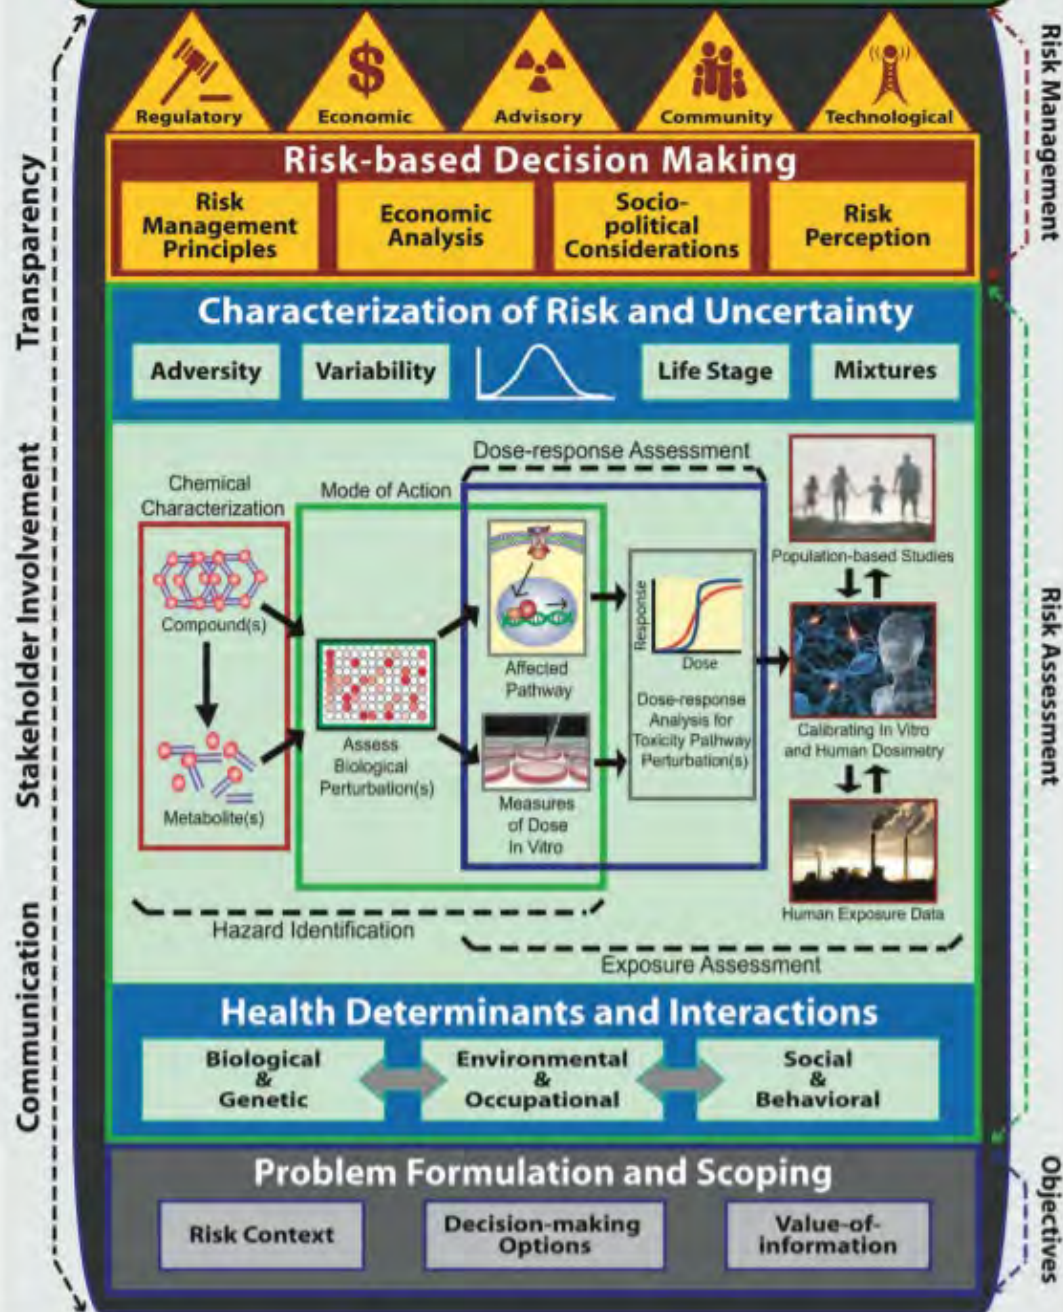 Regulatory
Economic
Advisory
Community
Technological
Risk-based Decision Making
Risk
Management
Principles
Economic
Analysis
Socio-
political
Considerations
Risk
Perception
Characterization of Risk and Uncertainty
Adversity
Variability
Life Stage
Mixtures
Dose-response Assessment
Chemical
Characterization
Mode of Action
Compound(s)
Metabolite(s)
Assess
Biological
Perturbation(s)
Affected
Pathway
Measures
of Dose
In Vitro
Response
Dose
Dose-response
Analysis for
Toxicity Pathway
Perturbation(s)
Population-based Studies
Calibrating In Vitro
and Human Dosimetry
Human Exposure Data
Hazard Identification
Exposure Assessment
Health Determinants and Interactions
Biological
&
Genetic
Environmental
&
Occupational
Social
&
Behavioral
Problem Formulation and Scoping
Risk Context
Decision-making
Options
Value-of-
information
Transparency
Stakeholder Involvement
Communication
Risk Management
Risk Assessment
Objectives